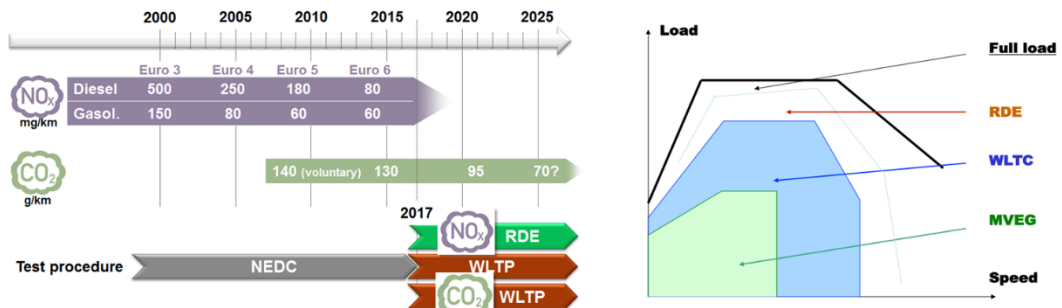 2000 2005 2010 2015 2020 2025
Euro 3 Euro 4 Euro 5 Euro 6
NOx Diesel 500 250 180 80
Gasol. 150 80 60 60
mg/km
CO2 140 (voluntary) 130 95 70?
g/km
2017
NOx RDE
Test procedure NEDC WLTP
CO2 WLTP
Load
Full load
RDE
WLTC
MVEG
Speed